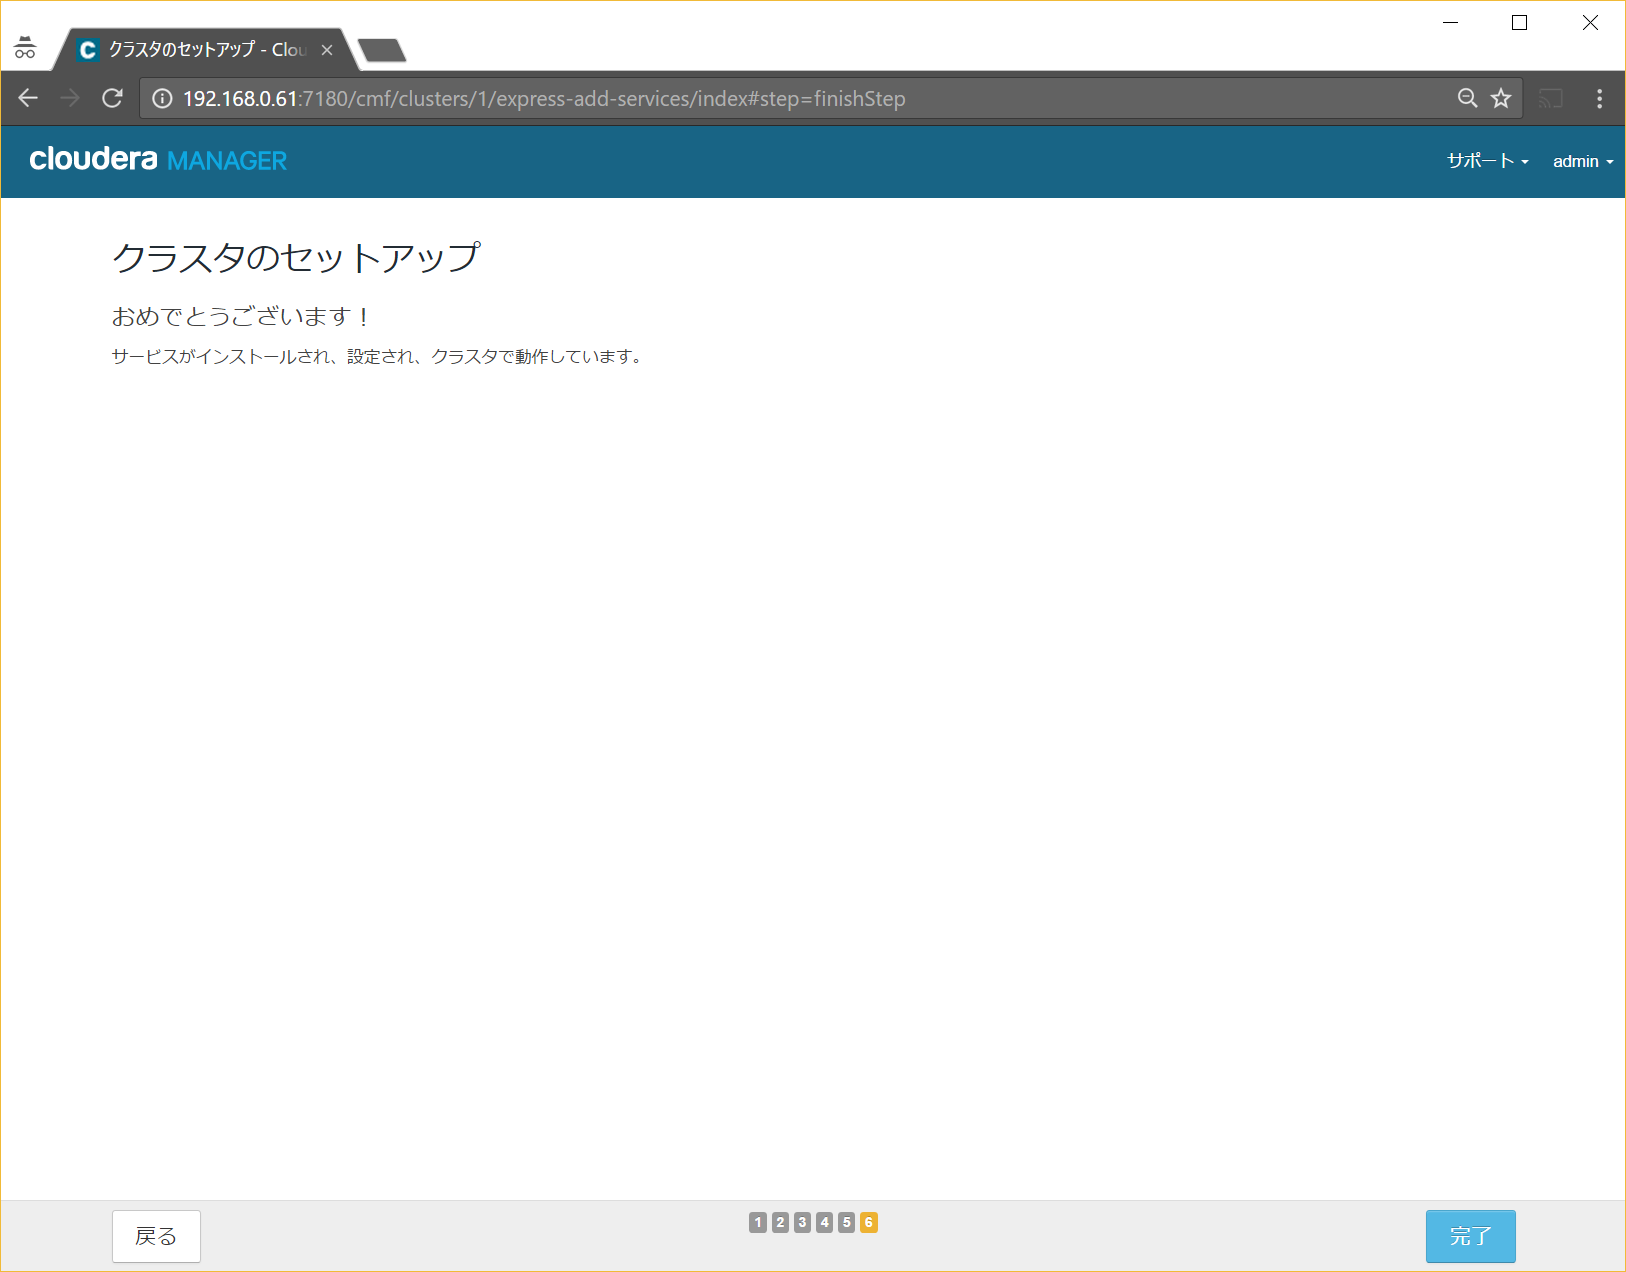 クラスタのセットアップ - Clou
192.168.0.61:7180/cmf/clusters/1/express-add-services/index#step=finishStep
cloudera MANAGER
サポート
admin
クラスタのセットアップ
おめでとうございます！
サービスがインストールされ、設定され、クラスタで動作しています。
戻る
1 2 3 4 5 6
完了